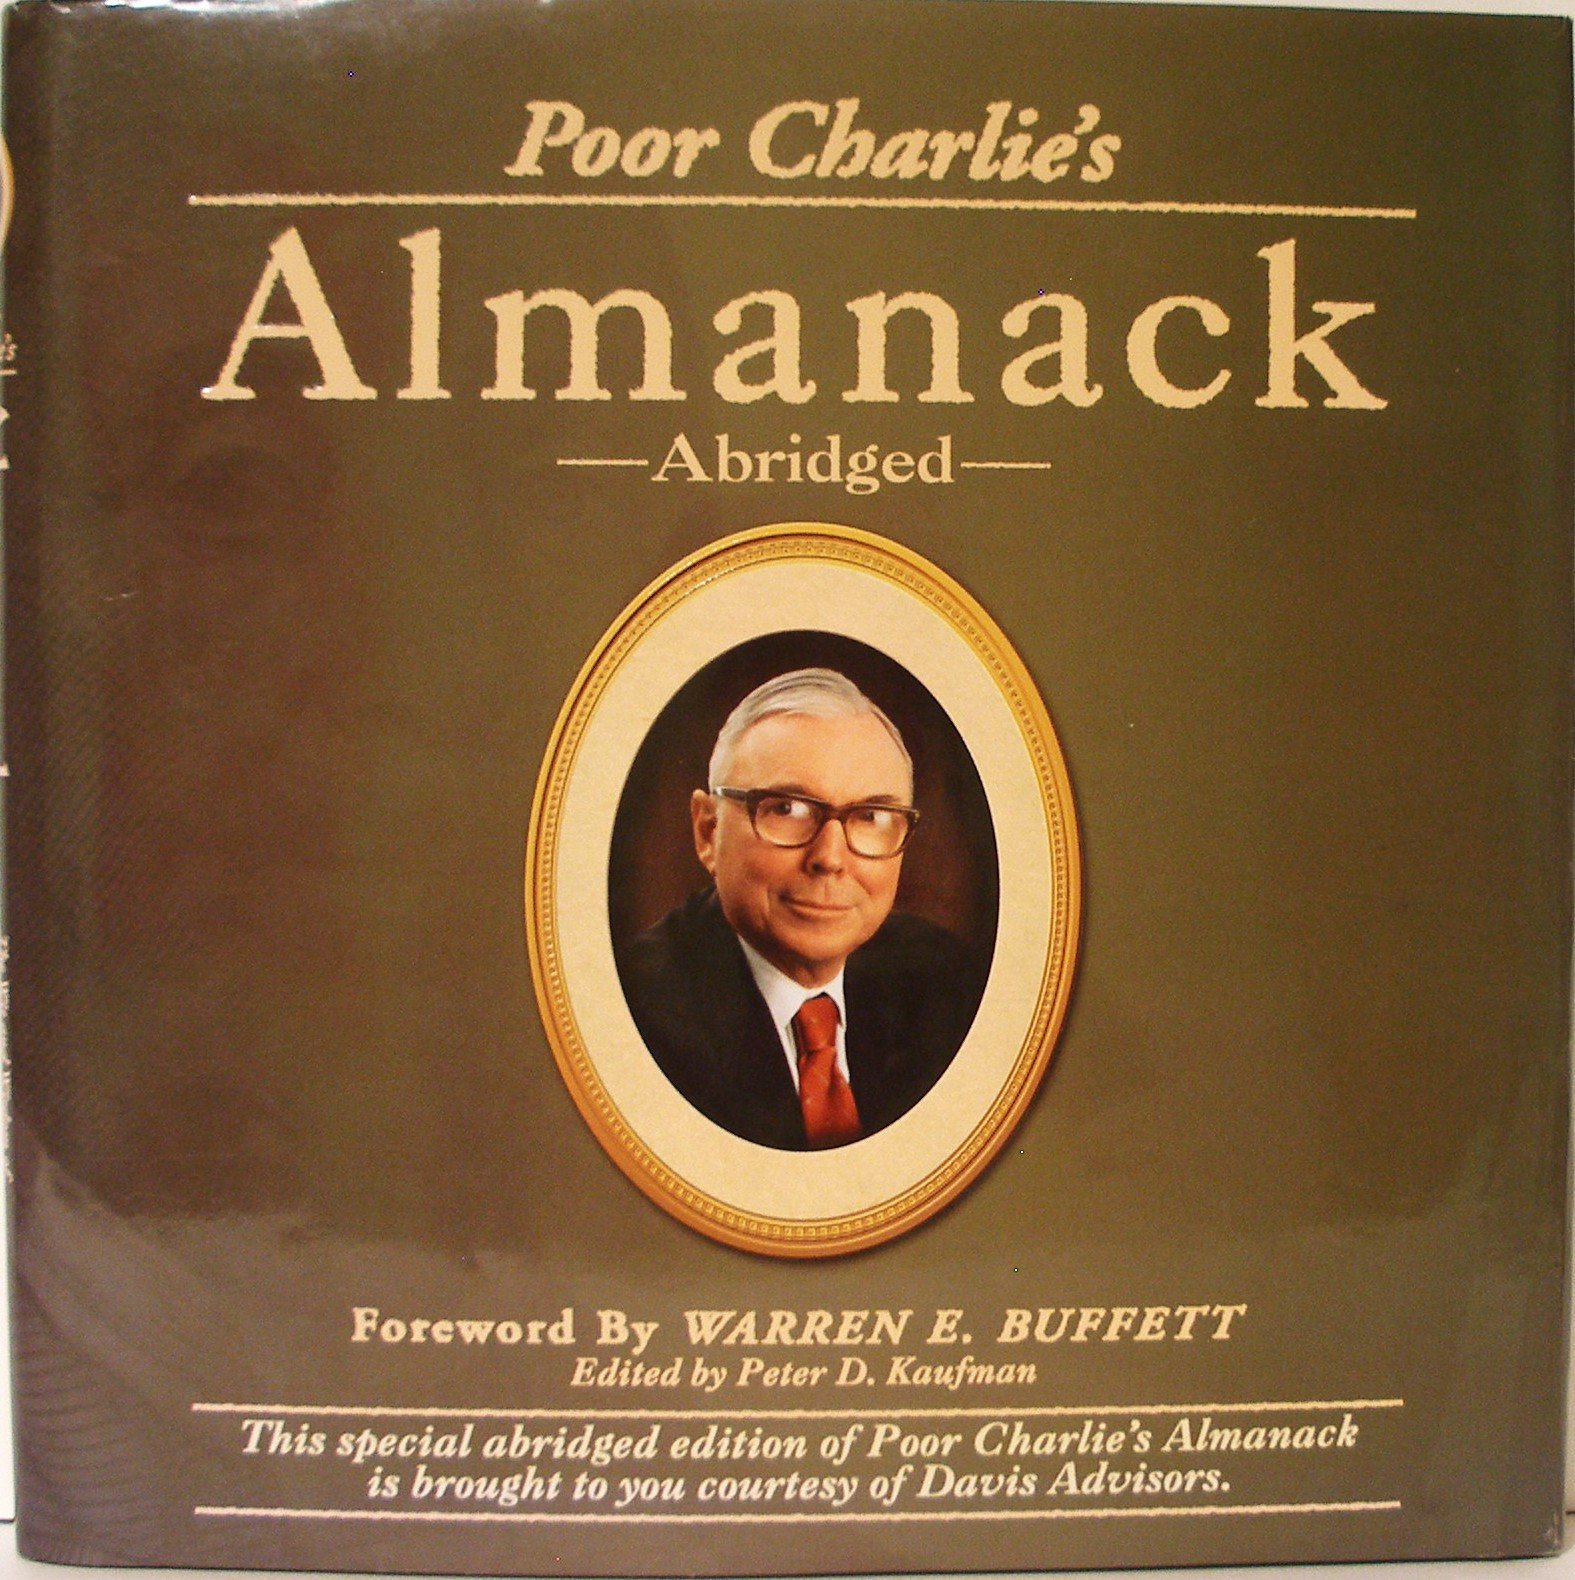 Poor Charlie's
Almanack
Abridged
Foreword By WARREN E. BUFFETT
Edited by Peter D. Kaufman
This special abridged edition of Poor Charlie's Almanack
is brought to you courtesy of Davis Advisors.